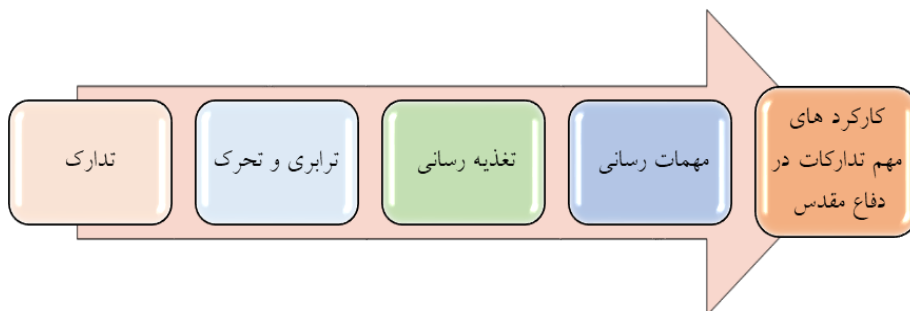 کارکرد های
مهم تدارکات در
دفاع مقدس
مهمات رسانی
تغذیه رسانی
ترابری و تحرک
تدارک